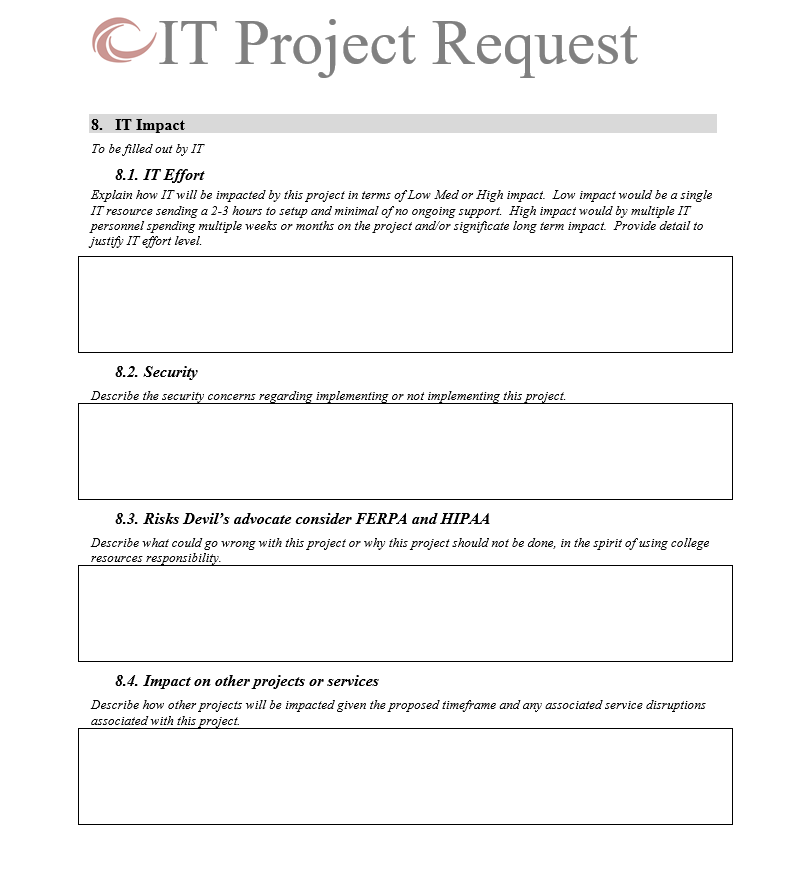 IT Project Request
8. IT Impact
To be filled out by IT
8.1. IT Effort
Explain how IT will be impacted by this project in terms of Low Med or High impact. Low impact would be a single
IT resource sending a 2-3 hours to setup and minimal of no ongoing support. High impact would by multiple IT
personnel spending multiple weeks or months on the project and/or significate long term impact. Provide detail to
justify IT effort level.
8.2. Security
Describe the security concerns regarding implementing or not implementing this project.
8.3. Risks Devil’s advocate consider FERPA and HIPAA
Describe what could go wrong with this project or why this project should not be done, in the spirit of using college
resources responsibility.
8.4. Impact on other projects or services
Describe how other projects will be impacted given the proposed timeframe and any associated service disruptions
associated with this project.